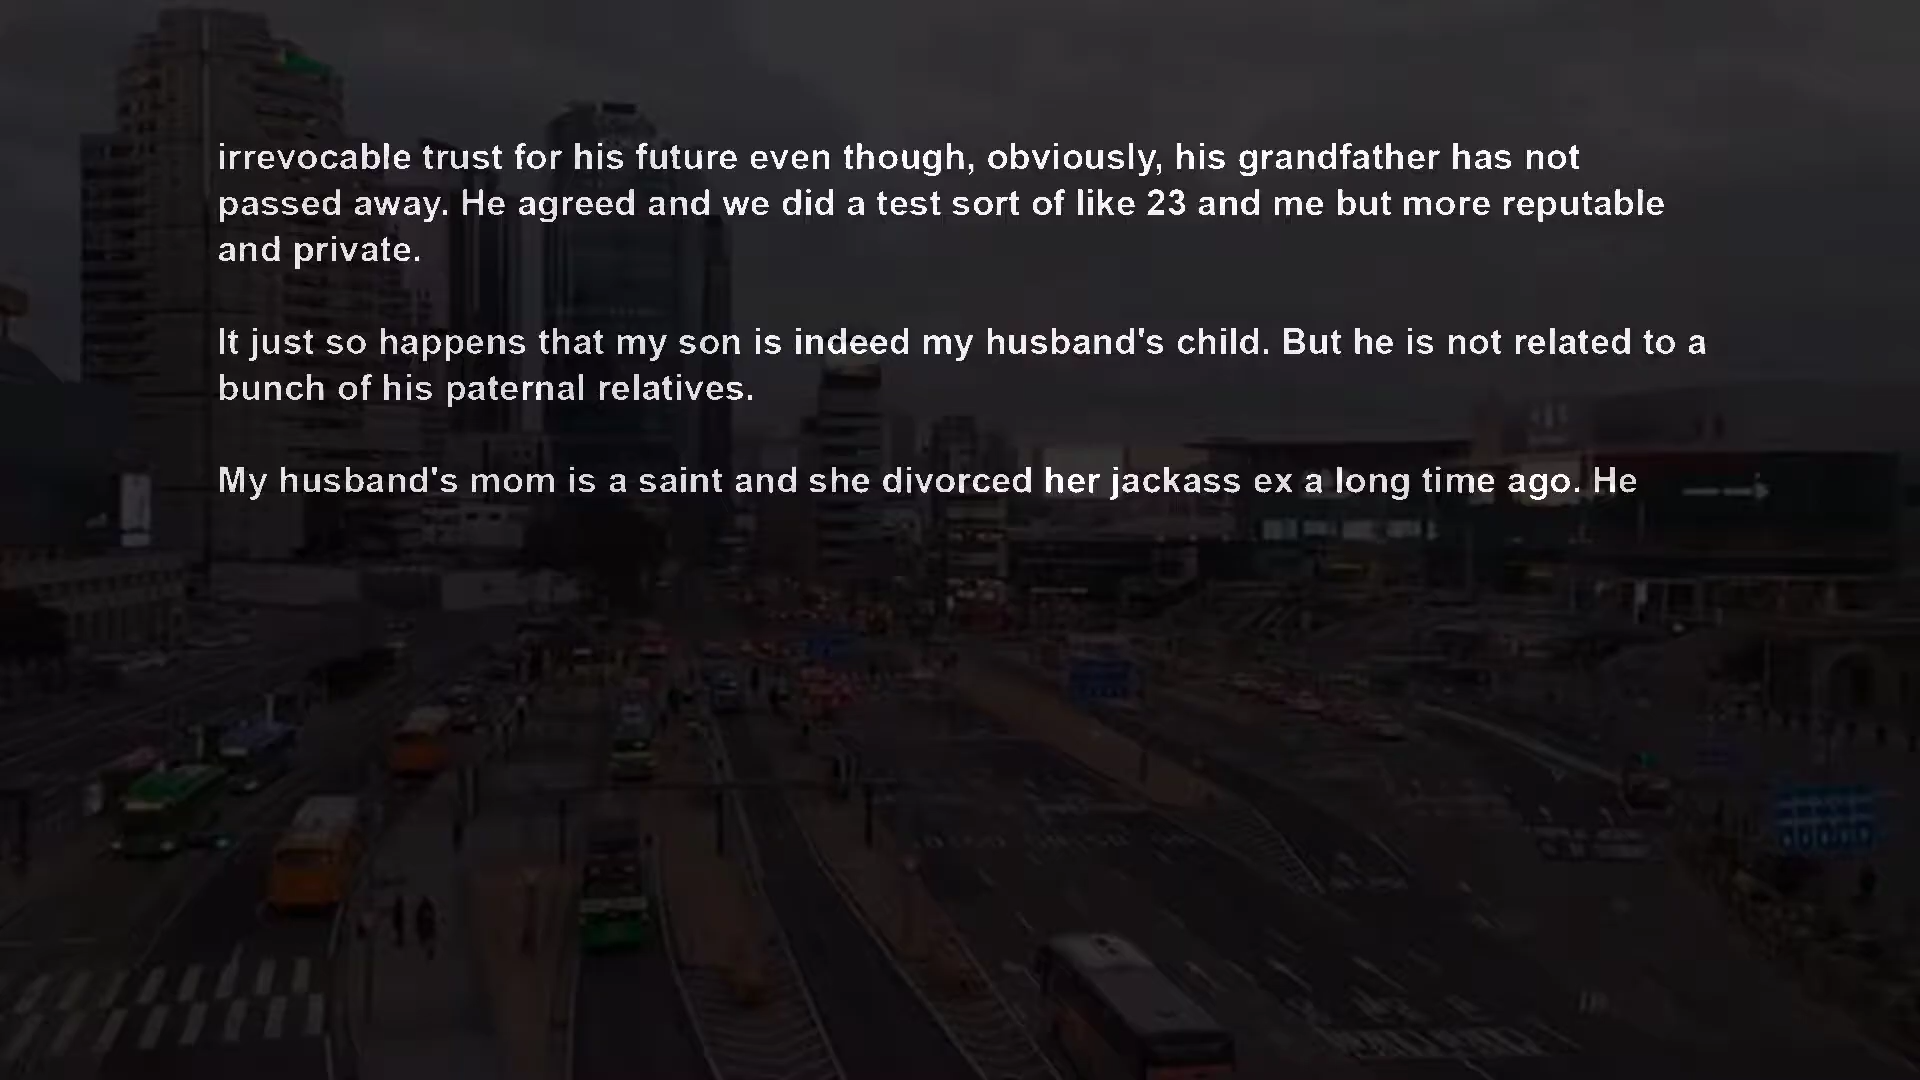 irrevocable trust for his future even though, obviously, his grandfather has not
passed away. He agreed and we did a test sort of like 23 and me but more reputable
and private.
It just so happens that my son is indeed my husband's child. But he is not related to a
bunch of his paternal relatives.
My husband's mom is a saint and she divorced her jackass ex a long time ago. He